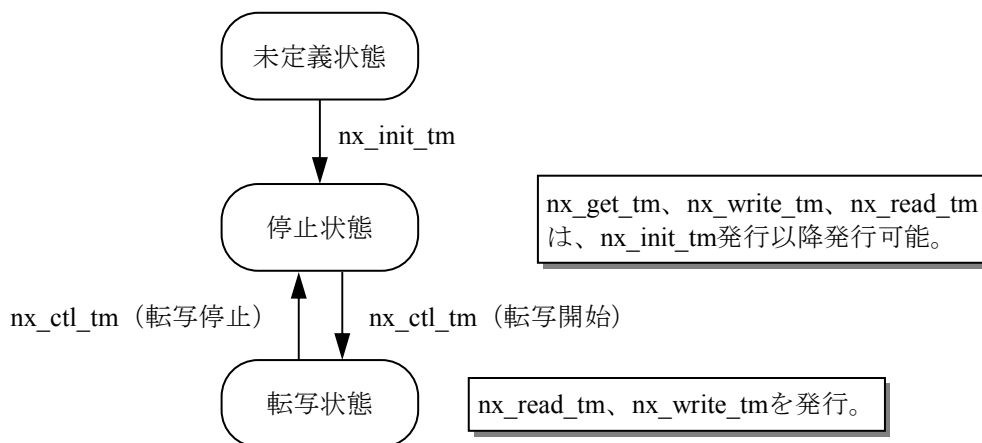 未定義状態
nx_init_tm
停止状態
nx_get_tm、nx_write_tm、nx_read_tm
は、nx_init_tm発行以降発行可能。
nx_ctl_tm（転写停止）
nx_ctl_tm（転写開始）
転写状態
nx_read_tm、nx_write_tmを発行。